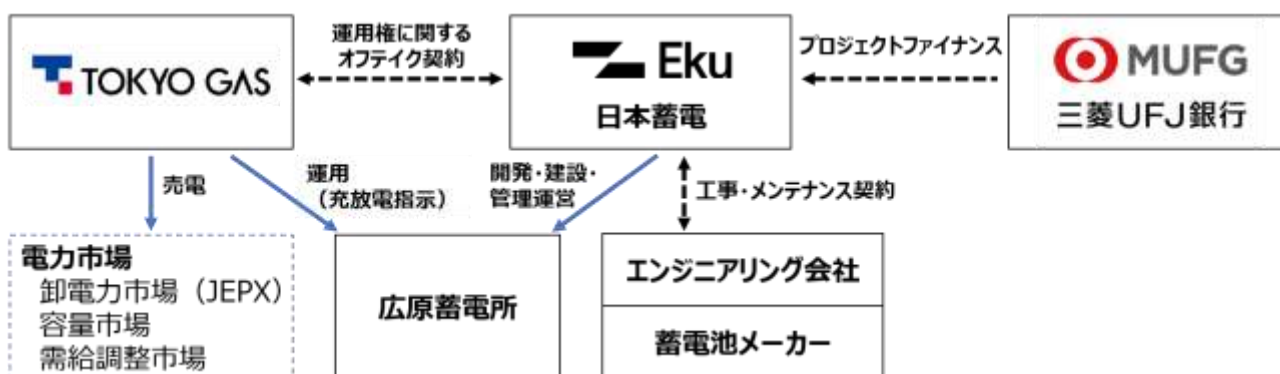 TOKYO GAS
運用権に関する
オフテイク契約
Eku
日本蓄電
プロジェクトファイナンス
MUFG
三菱UFJ銀行
売電
運用
（充放電指示）
開発・建設・
管理運営
工事・メンテナンス契約
電力市場
卸電力市場（JEPX）
容量市場
需給調整市場
広原蓄電所
エンジニアリング会社
蓄電池メーカー